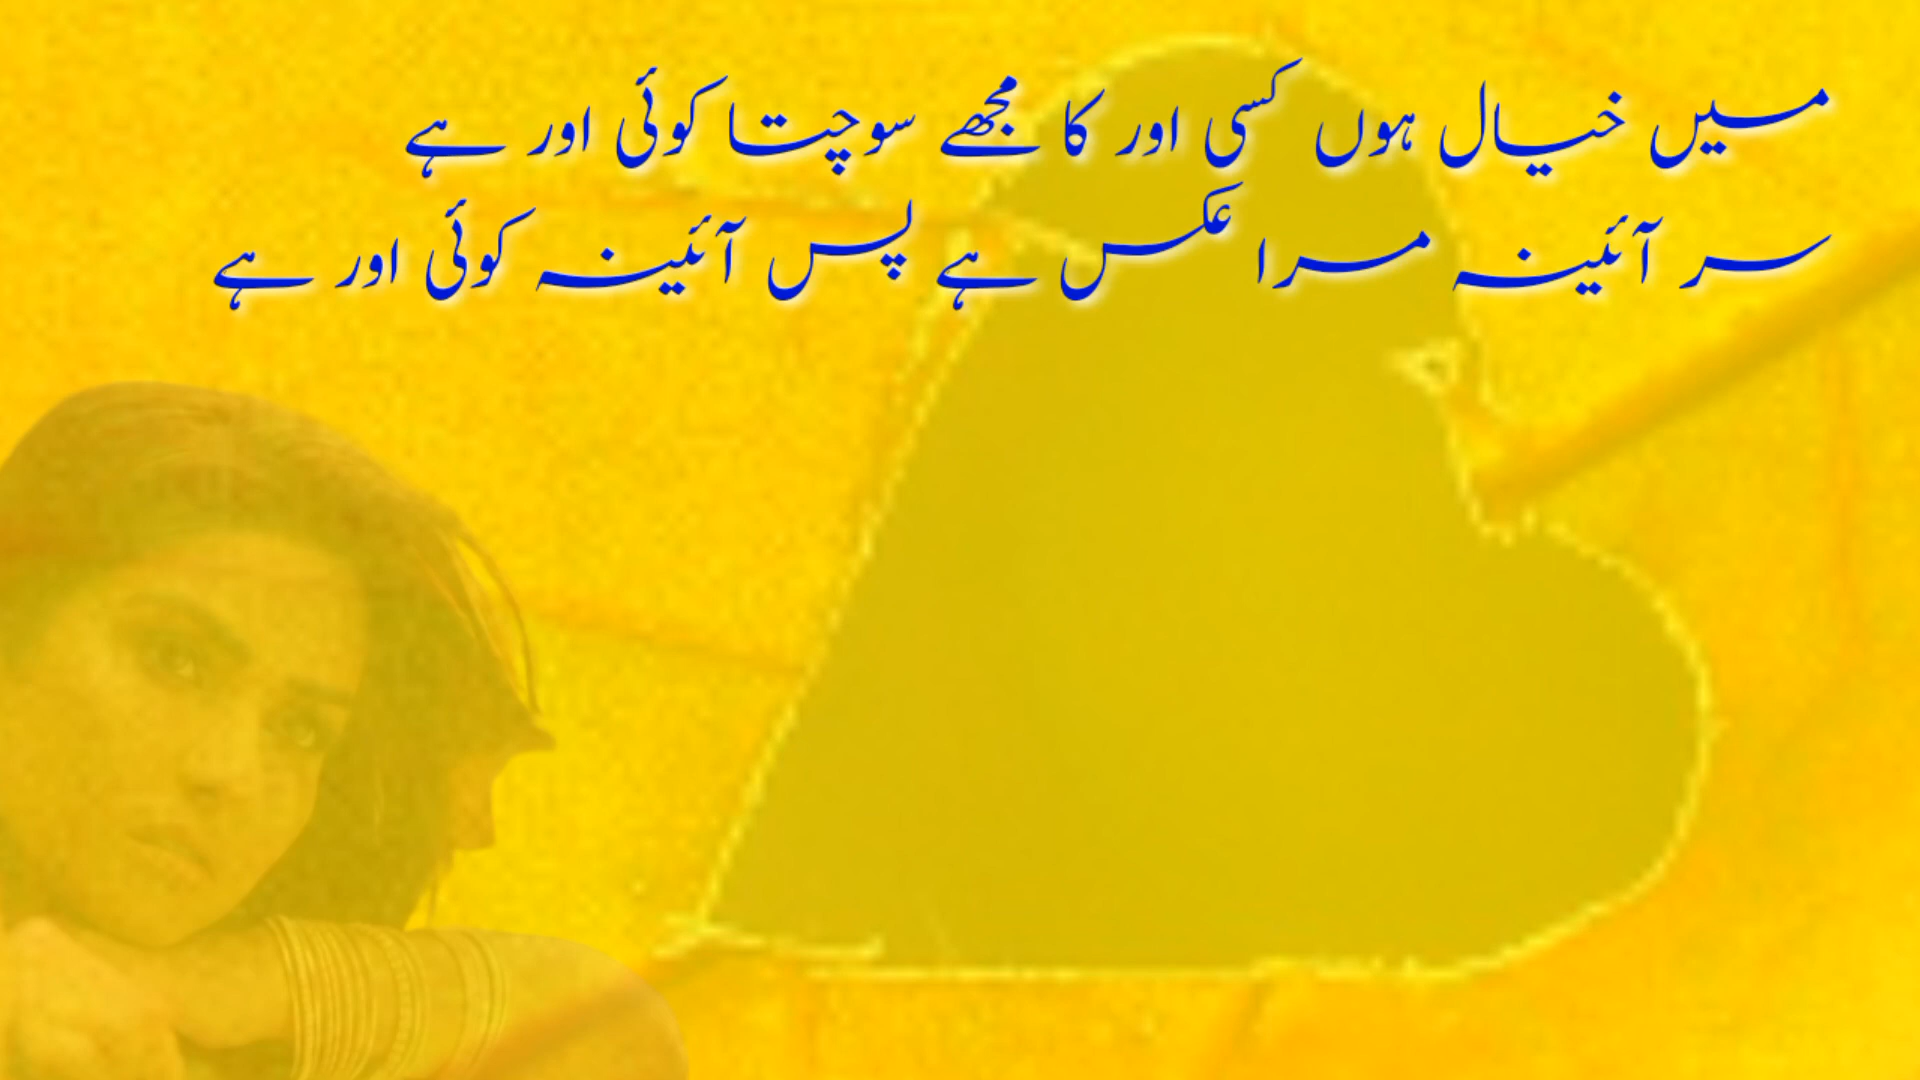 میں خیال ہوں کسی اور کا مجھے سوچتا کوئی اور ہے
سر آئینہ مرا عکس ہے پس آئینہ کوئی اور ہے